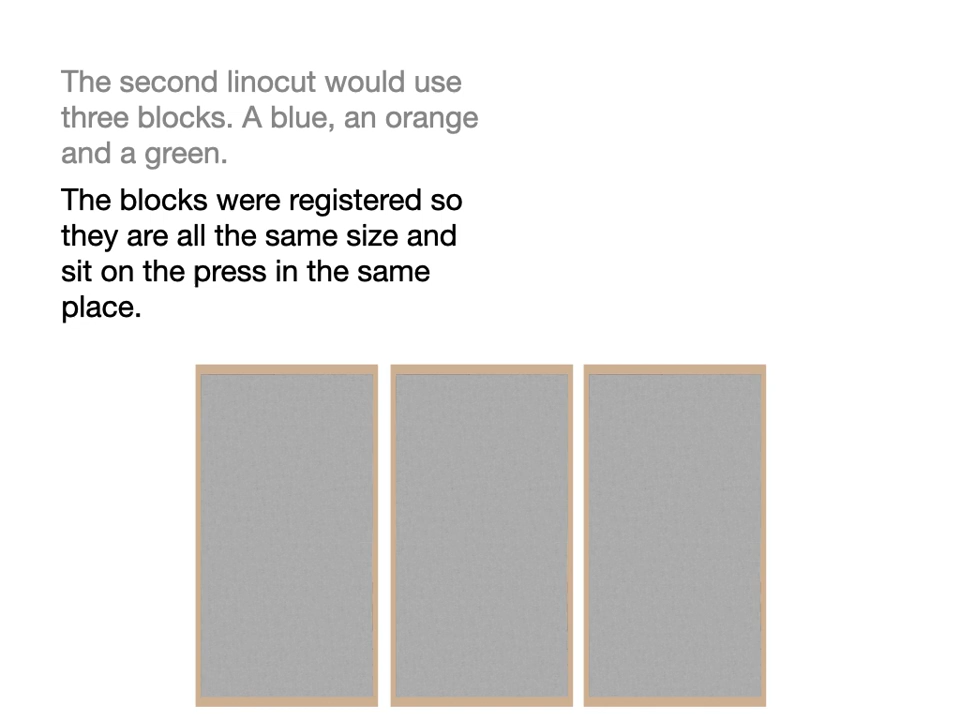 The second linocut would use
three blocks. A blue, an orange
and a green.
The blocks were registered so
they are all the same size and
sit on the press in the same
place.